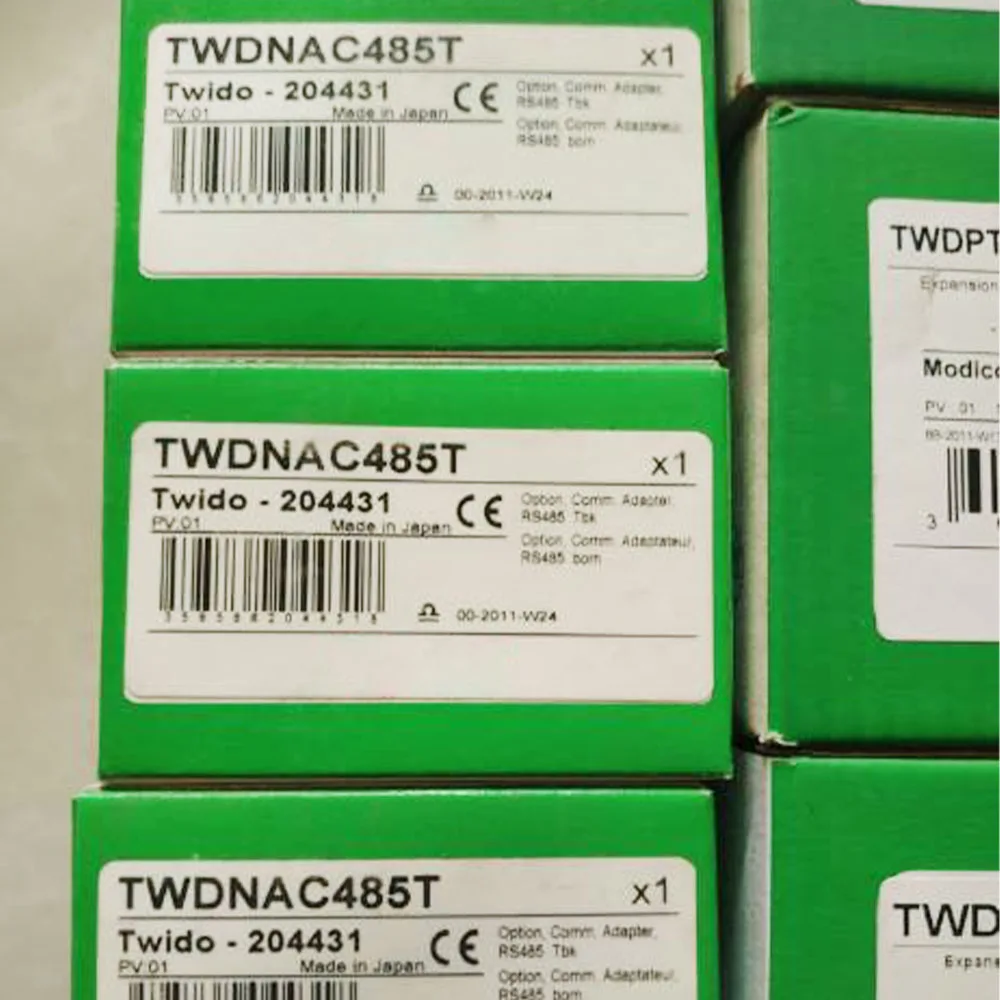 TWDNAC485T x1
Twido - 204431
PV:01 Made in Japan
CE
Option, Comm. Adapter,
RS485 Tbk
Option, Comm. Adaptateur,
RS485 born
00-2011-W24
TWDNAC485T x1
Twido - 204431
PV:01 Made in Japan
CE
Option, Comm. Adapter,
RS485 Tbk
Option, Comm. Adaptateur,
RS485 born
00-2011-W24
TWDNAC485T x1
Twido - 204431
PV:01 Made in Japan
CE
Option, Comm. Adapter,
RS485 Tbk
Option, Comm. Adaptateur,
RS485 born
TWDPT
Expansion
Modico
PV 01
3
TWD
Expans